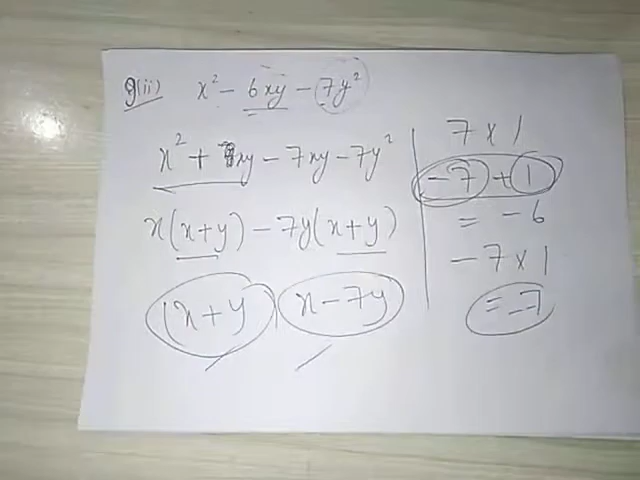 9(ii) x² - 6xy - 7y²
x² + xy - 7xy - 7y²
x(x+y) - 7y(x+y)
(x+y) (x-7y)
7 × 1
-7 + 1
= -6
-7 × 1
= -7